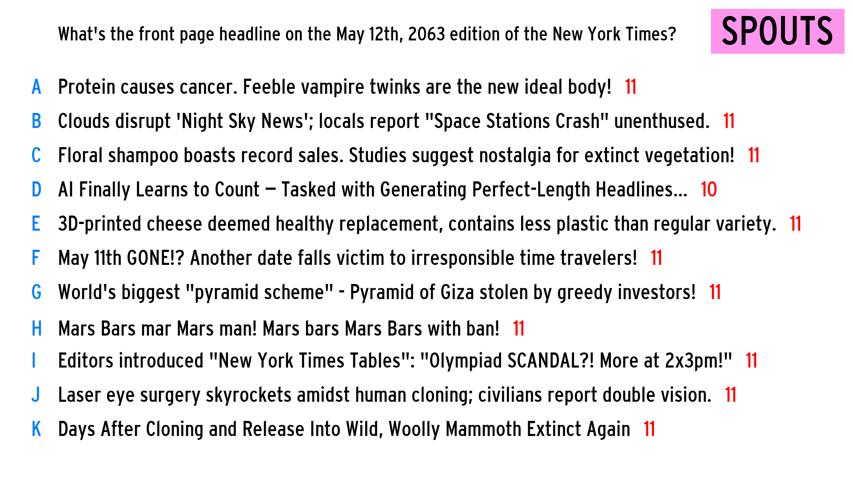 What's the front page headline on the May 12th, 2063 edition of the New York Times?
SPOUTS
A Protein causes cancer. Feeble vampire twinks are the new ideal body! 11
B Clouds disrupt 'Night Sky News'; locals report "Space Stations Crash" unenthused. 11
C Floral shampoo boasts record sales. Studies suggest nostalgia for extinct vegetation! 11
D AI Finally Learns to Count – Tasked with Generating Perfect-Length Headlines... 10
E 3D-printed cheese deemed healthy replacement, contains less plastic than regular variety. 11
F May 11th GONE!? Another date falls victim to irresponsible time travelers! 11
G World's biggest "pyramid scheme" - Pyramid of Giza stolen by greedy investors! 11
H Mars Bars mar Mars man! Mars bars Mars Bars with ban! 11
I Editors introduced "New York Times Tables": "Olympiad SCANDAL?! More at 2x3pm!" 11
J Laser eye surgery skyrockets amidst human cloning; civilians report double vision. 11
K Days After Cloning and Release Into Wild, Woolly Mammoth Extinct Again 11